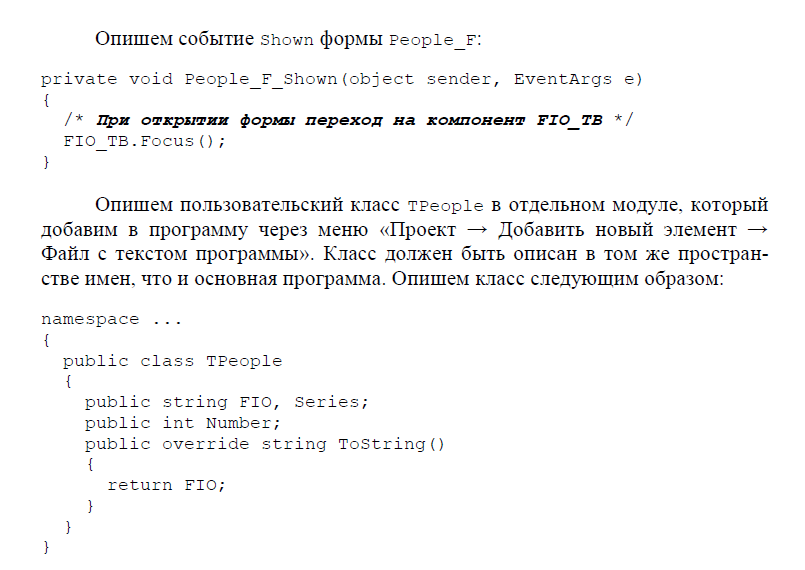 Опишем событие Shown формы People_F:
private void People_F_Shown(object sender, EventArgs e)
{
/* При открытии формы переход на компонент FIO_TB */
FIO_TB.Focus();
}
Опишем пользовательский класс TPeople в отдельном модуле, который
добавим в программу через меню «Проект → Добавить новый элемент →
Файл с текстом программы». Класс должен быть описан в том же простран-
стве имен, что и основная программа. Опишем класс следующим образом:
namespace ...
{
public class TPeople
{
public string FIO, Series;
public int Number;
public override string ToString()
{
return FIO;
}
}
}